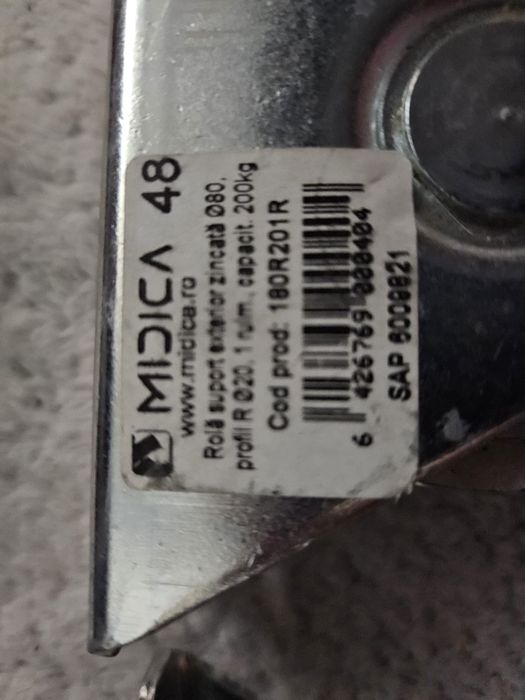 MIDICA 48
www.midica.ro
Rolă suport exterior zincată Ø80,
profil R Ø20, 1 rulm., capacit. 200kg
Cod prod: 180R201R
6 426769 000404
SAP 6009821